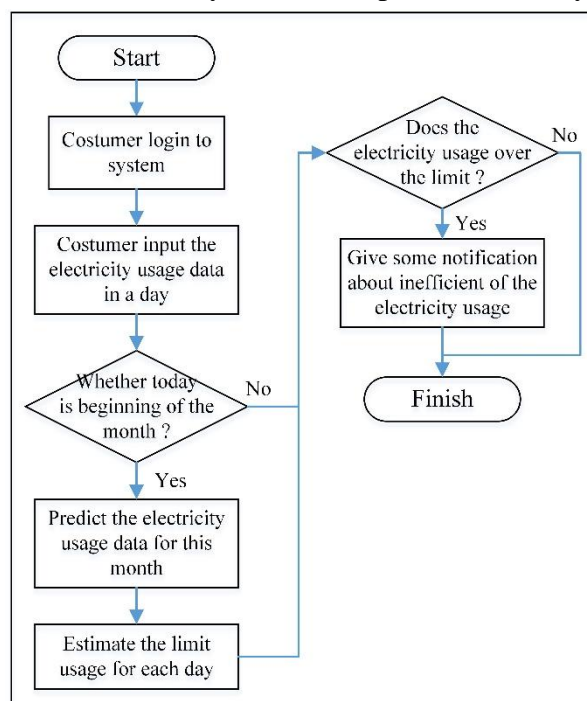 Start
Costumer login to
system
Costumer input the
electricity usage data
in a day
Whether today
is beginning of the
month ?
No
Yes
Predict the electricity
usage data for this
month
Estimate the limit
usage for each day
Does the
electricity usage over
the limit ?
No
Yes
Give some notification
about inefficient of the
electricity usage
Finish